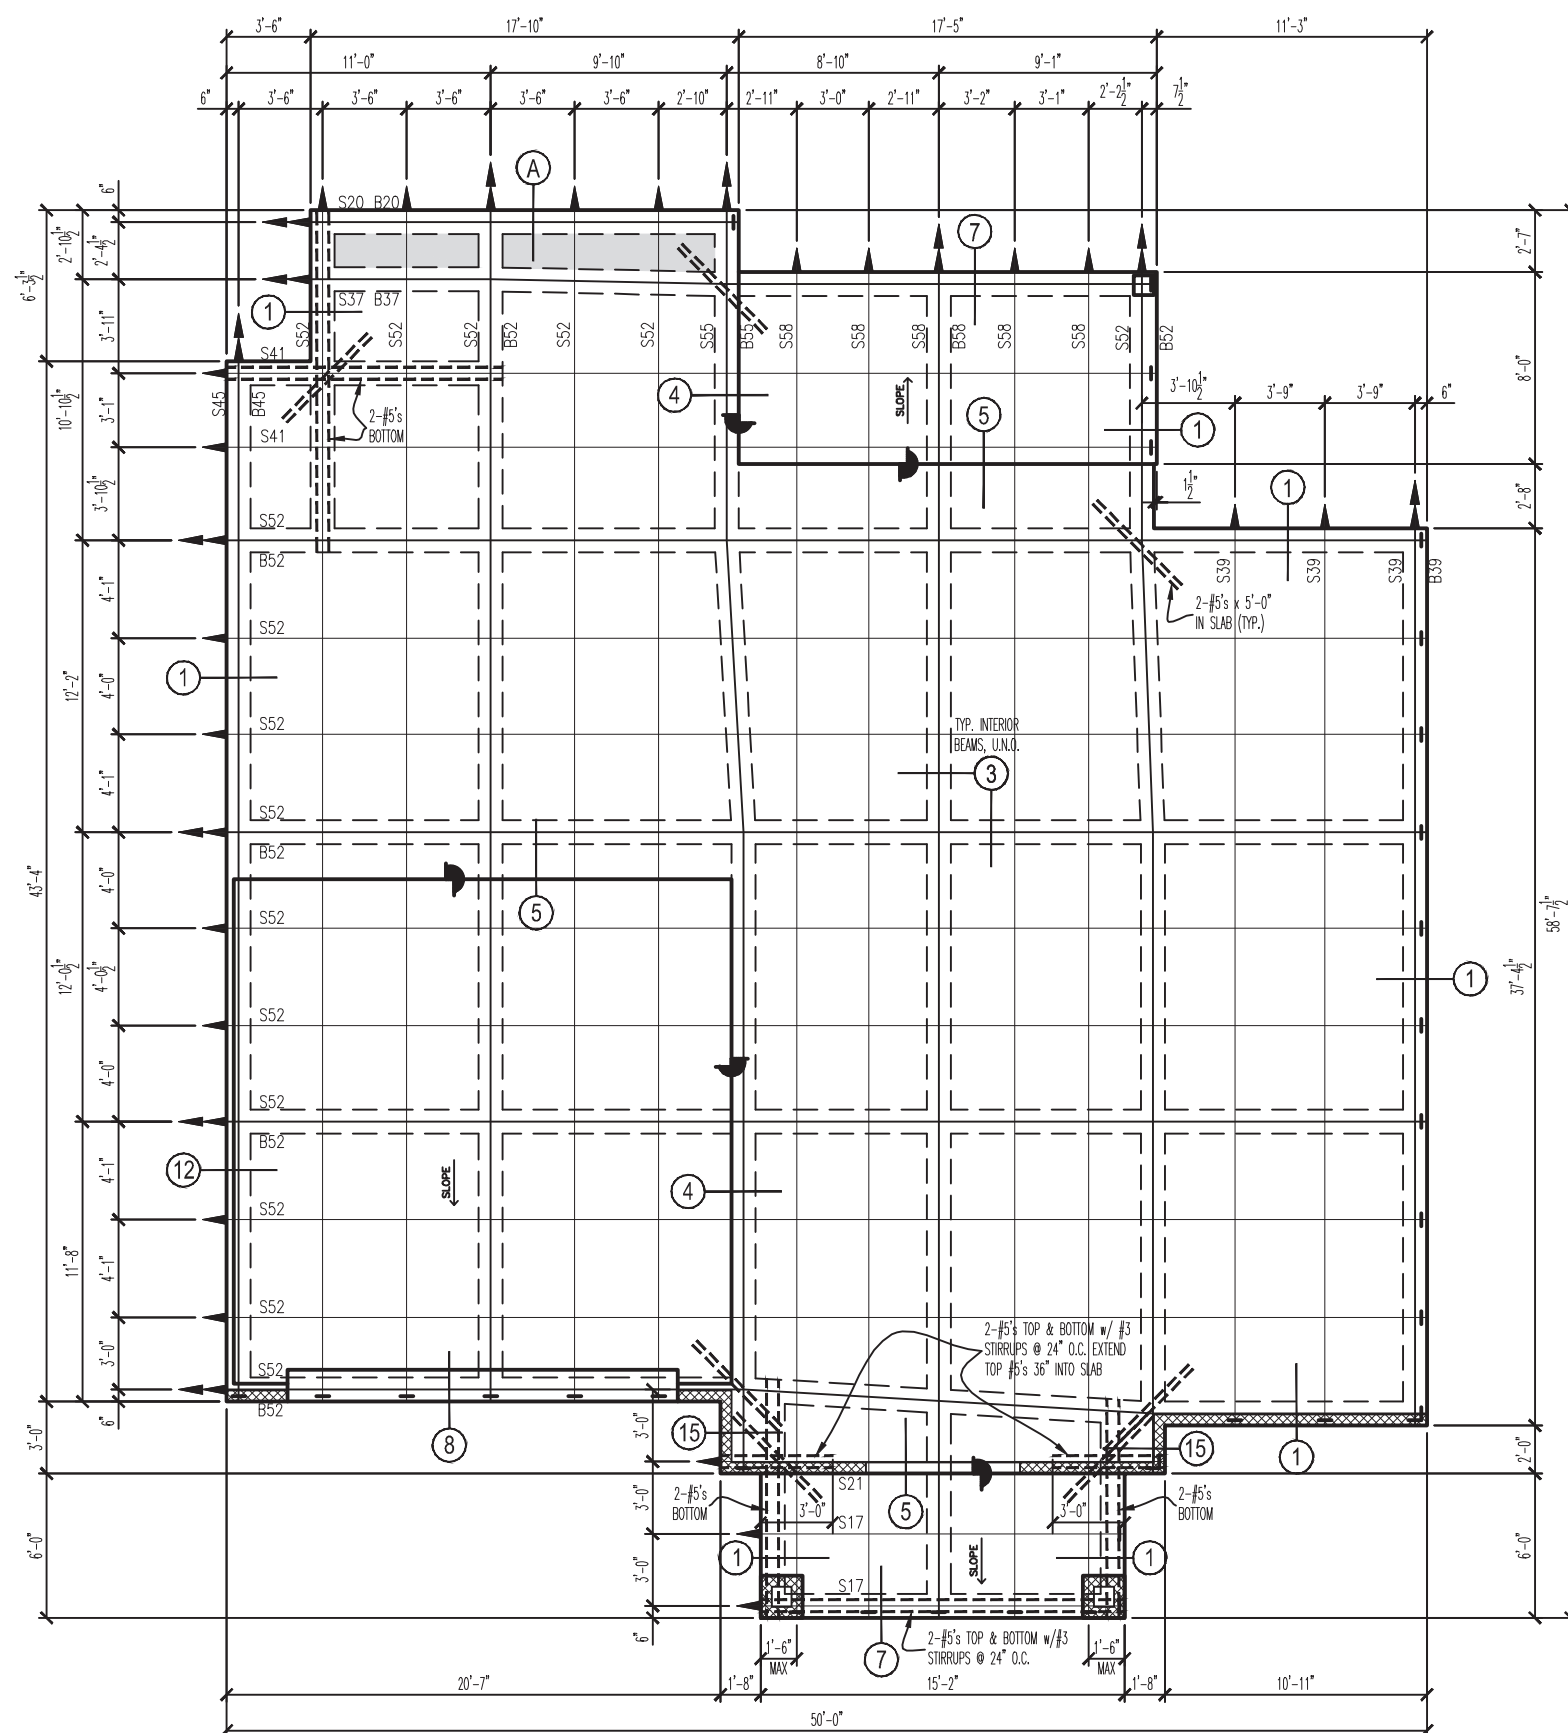 3'-6"
17'-10"
17'-5"
11'-3"
11'-0"
9'-10"
8'-10"
9'-1"
6"
3'-6"
3'-6"
3'-6"
3'-6"
3'-6"
2'-10"
2'-11"
3'-0"
2'-11"
3'-2"
3'-1"
2'-2½"
7½"
A
S20 B20
7
6"
2'-10½"
2'-4½"
6'-3½"
2'-7"
1
S37 B37
S52
S52
S52
B52
S52
S52
S55
B55
S58
S58
B58
S58
S58
S52
B52
3'-11"
S41
S45
B45
10'-10½"
3'-1"
S41
2-#5's
BOTTOM
4
SLOPE
5
1
8'-0"
3'-10½"
3'-9"
3'-9"
6"
3'-10½"
S52
B52
1½"
1
2'-8"
S39
S39
S39
B39
2-#5's x 5'-0"
IN SLAB (TYP.)
4'-1"
S52
1
12'-2"
4'-0"
S52
TYP. INTERIOR
BEAMS, U.N.O.
3
4'-1"
S52
B52
43'-4"
4'-0"
5
S52
12'-0½"
4'-0½"
58'-7½"
37'-4½"
1
S52
4'-0"
S52
B52
12
4'-1"
SLOPE
4
S52
11'-8"
4'-1"
S52
3'-0"
2-#5's TOP & BOTTOM w/ #3
STIRRUPS @ 24" O.C. EXTEND
TOP #5's 36" INTO SLAB
S52
B52
6"
8
3'-0"
3'-0"
15
15
1
2'-0"
S21
2-#5's
BOTTOM
3'-0"
5
3'-0"
2-#5's
BOTTOM
3'-0"
S17
6'-0"
1
SLOPE
1
6'-0"
3'-0"
S17
6"
7
2-#5's TOP & BOTTOM w/#3
STIRRUPS @ 24" O.C.
1'-6"
MAX
1'-6"
MAX
20'-7"
1'-8"
15'-2"
1'-8"
10'-11"
50'-0"